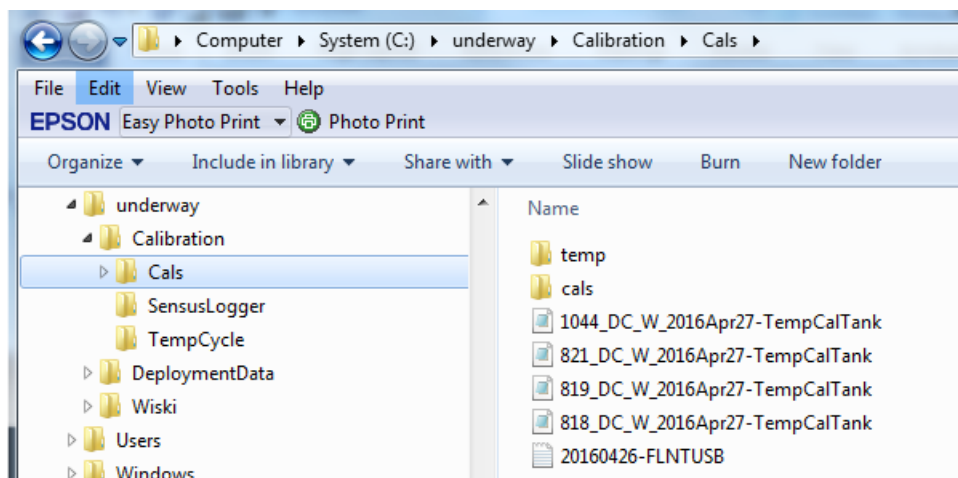 Computer System (C:) underway Calibration Cals
File Edit View Tools Help
EPSON Easy Photo Print Photo Print
Organize Include in library Share with Slide show Burn New folder
underway
Calibration
Cals
SensusLogger
TempCycle
DeploymentData
Wiski
Users
Windows
Name
temp
cals
1044_DC_W_2016Apr27-TempCalTank
821_DC_W_2016Apr27-TempCalTank
819_DC_W_2016Apr27-TempCalTank
818_DC_W_2016Apr27-TempCalTank
20160426-FLNTUSB